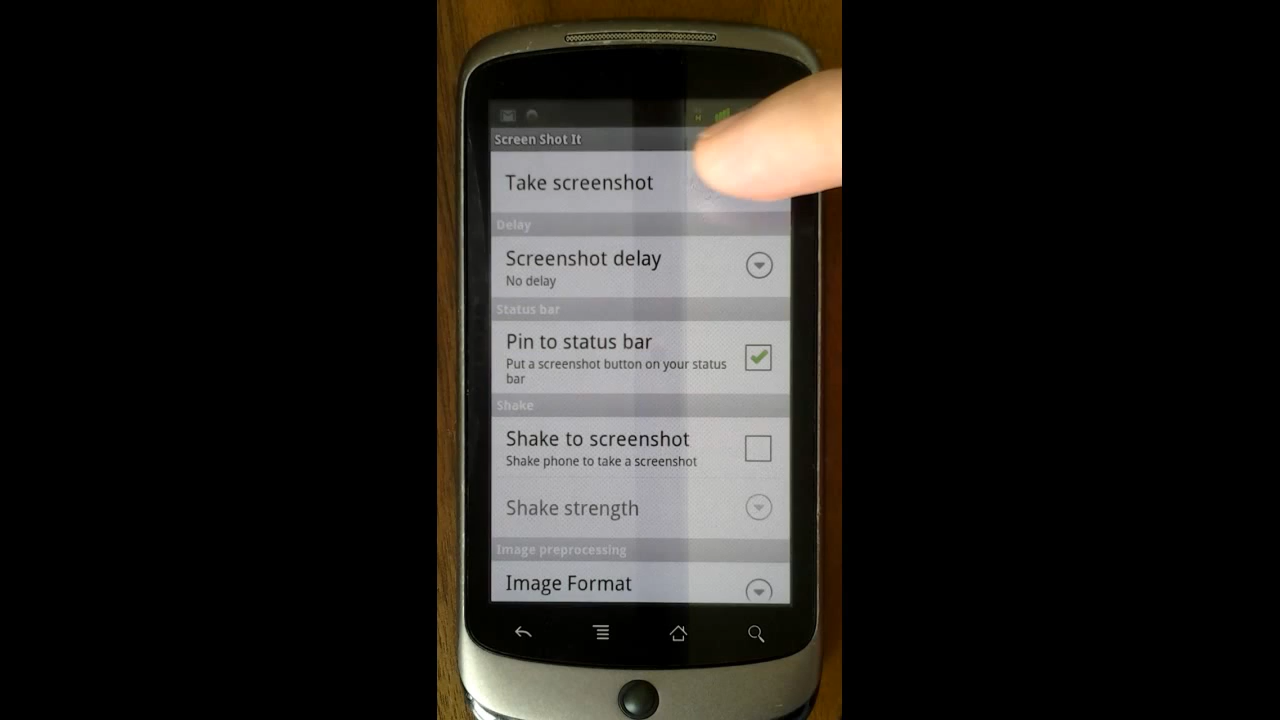 Screen Shot It
Take screenshot
Delay
Screenshot delay
No delay
Status bar
Pin to status bar
Put a screenshot button on your status
bar
Shake
Shake to screenshot
Shake phone to take a screenshot
Shake strength
Image preprocessing
Image Format